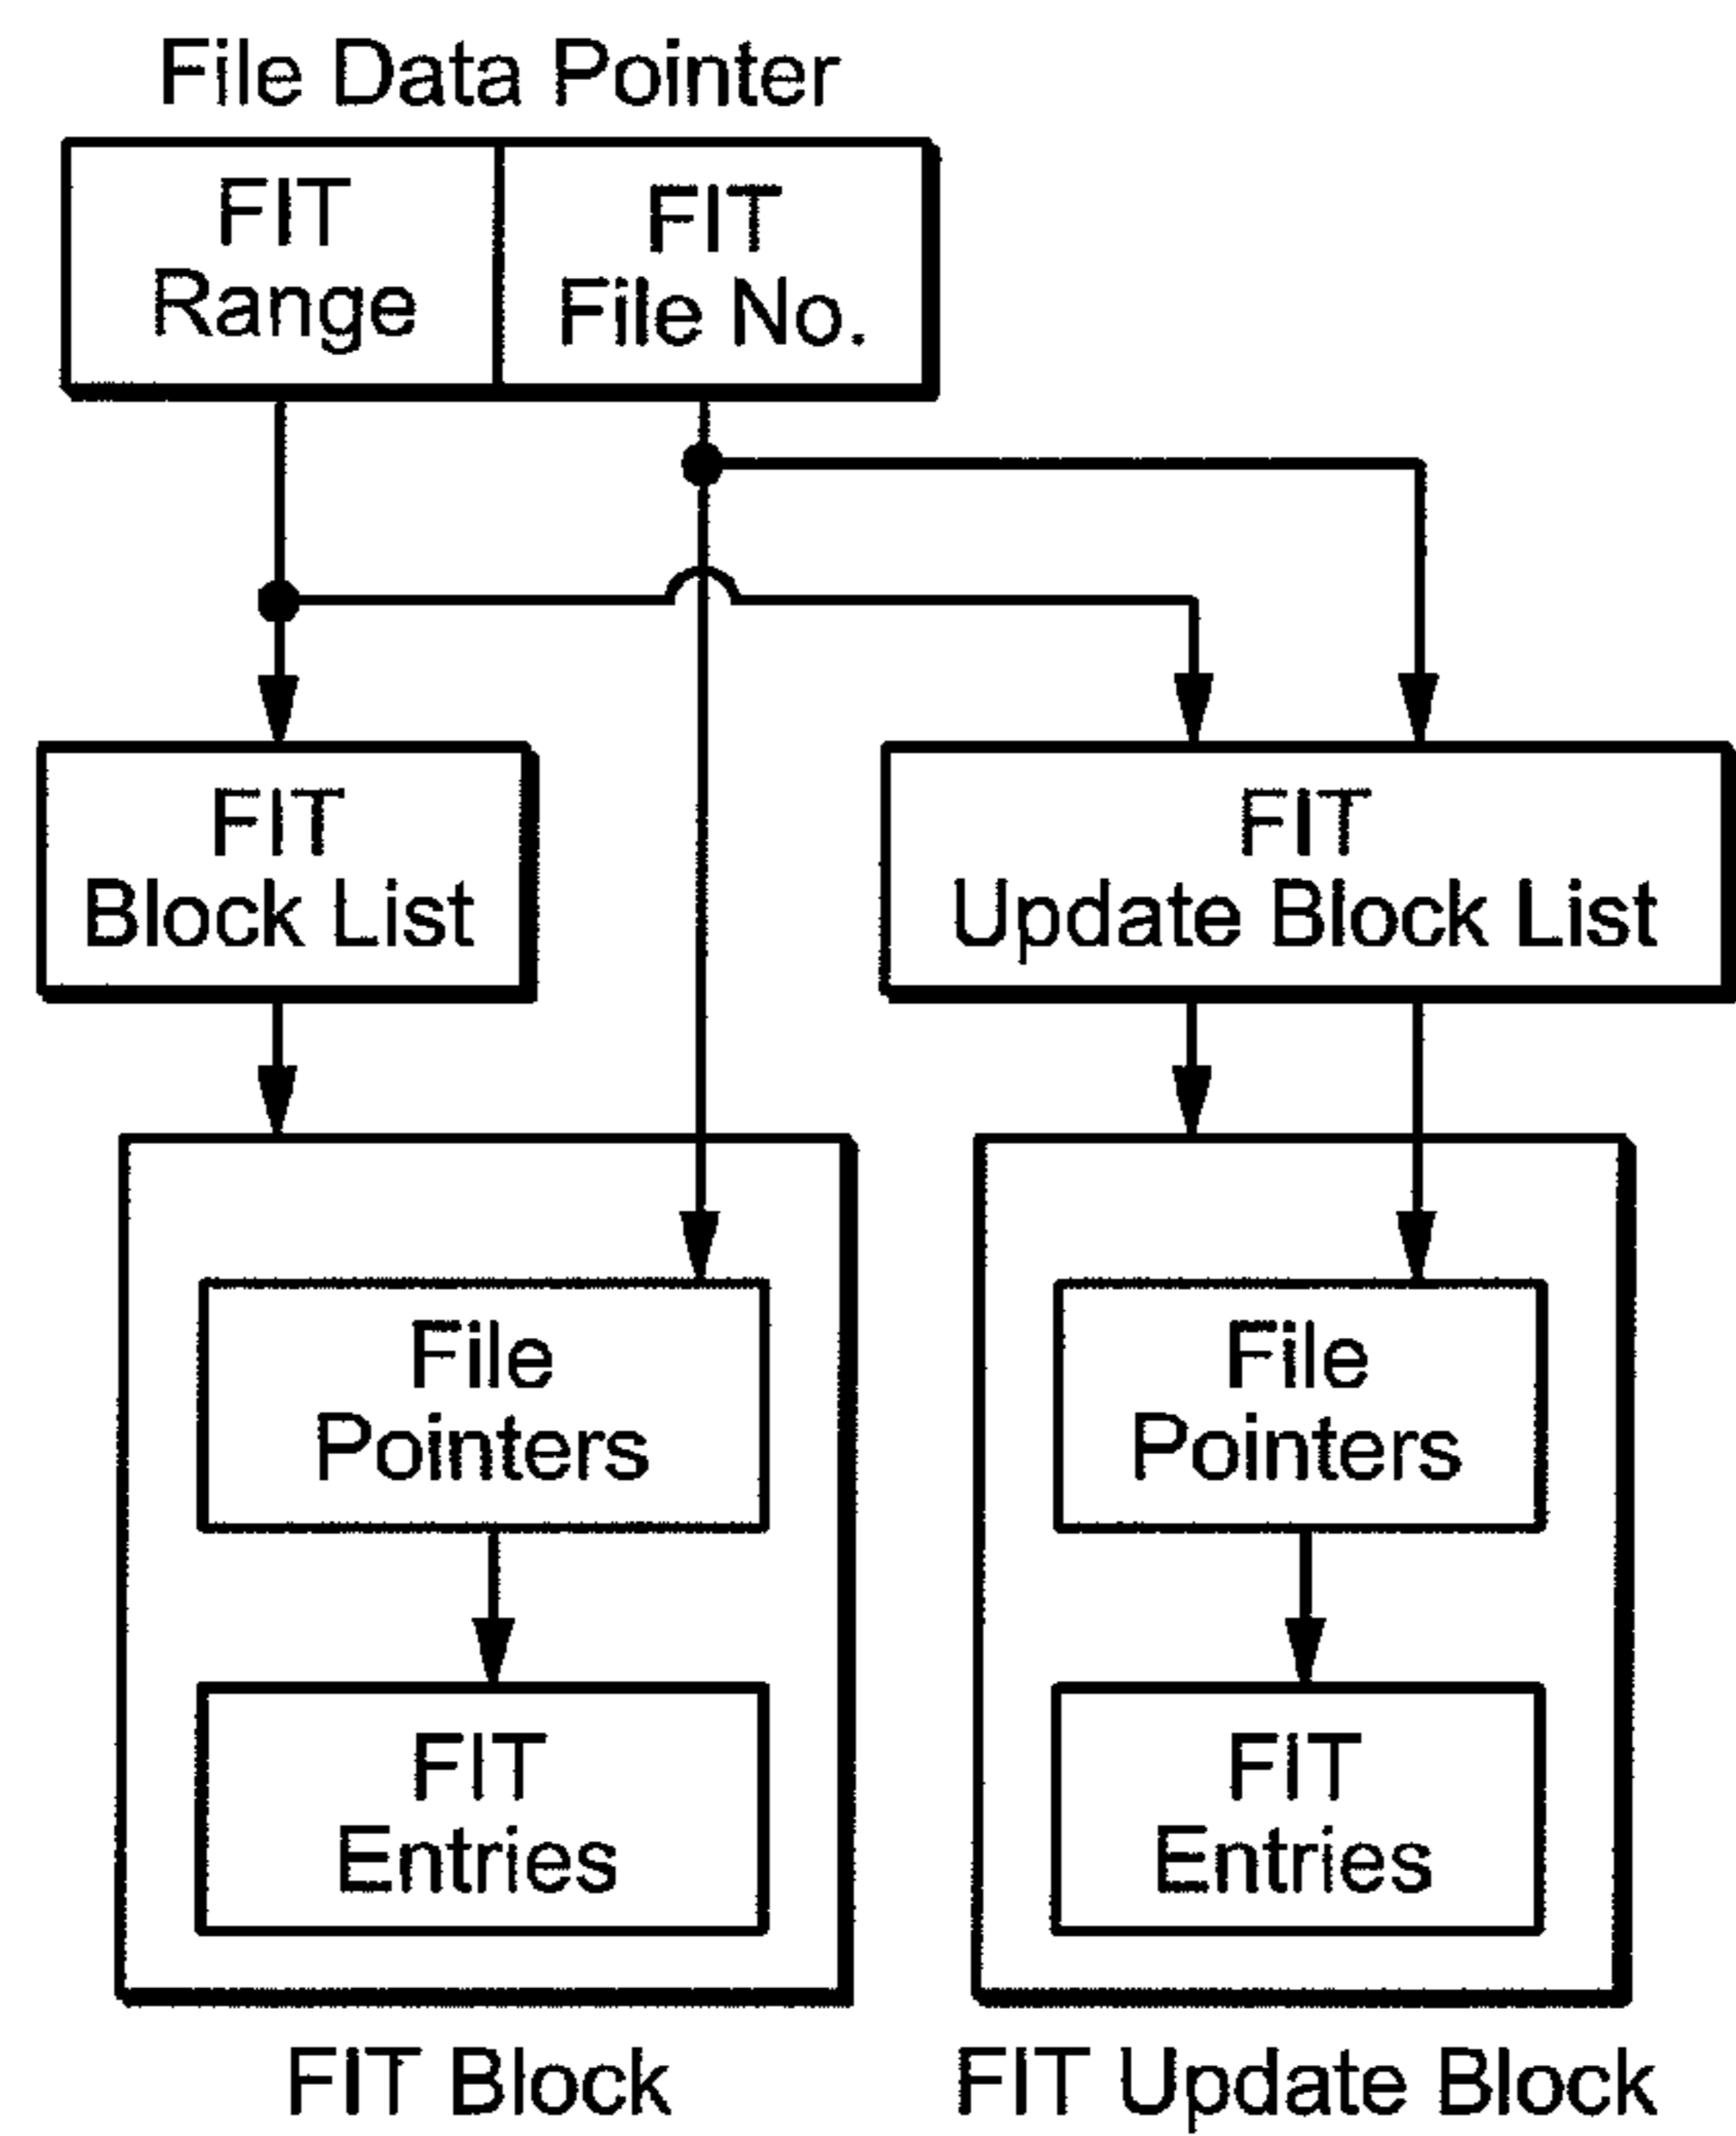 File Data Pointer
FIT
Range
FIT
File No.
FIT
Block List
FIT
Update Block List
File
Pointers
File
Pointers
FIT
Entries
FIT
Entries
FIT Block
FIT Update Block